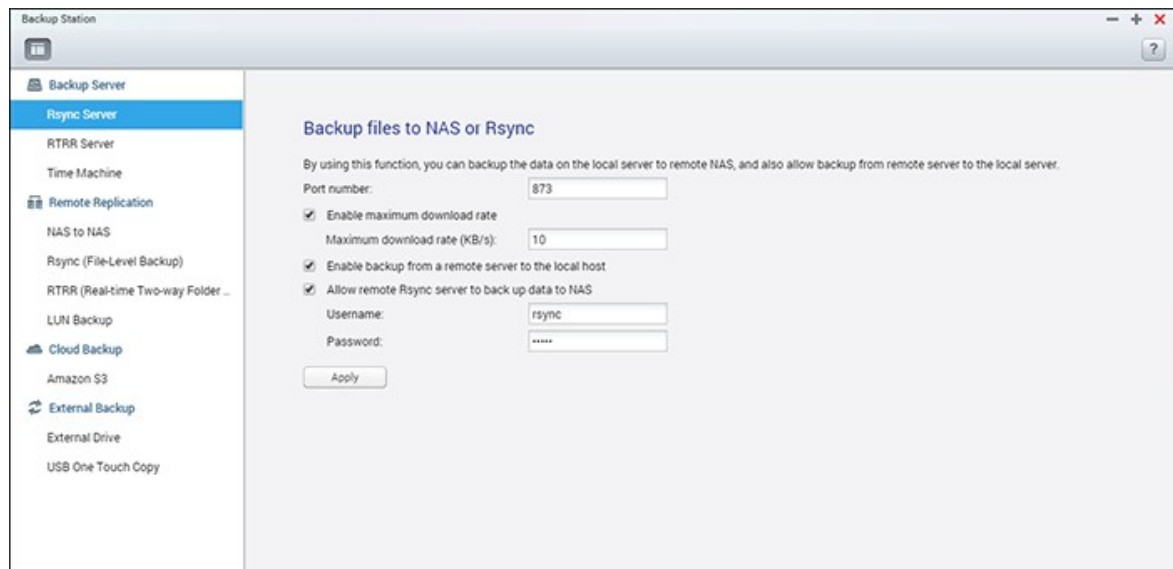 Backup Station
?
Backup Server
Rsync Server
RTRR Server
Time Machine
Remote Replication
NAS to NAS
Rsync (File-Level Backup)
RTRR (Real-time Two-way Folder ...
LUN Backup
Cloud Backup
Amazon S3
External Backup
External Drive
USB One Touch Copy
Backup files to NAS or Rsync
By using this function, you can backup the data on the local server to remote NAS, and also allow backup from remote server to the local server.
Port number: 873
Enable maximum download rate
Maximum download rate (KB/s): 10
Enable backup from a remote server to the local host
Allow remote Rsync server to back up data to NAS
Username: rsync
Password: •••••
Apply